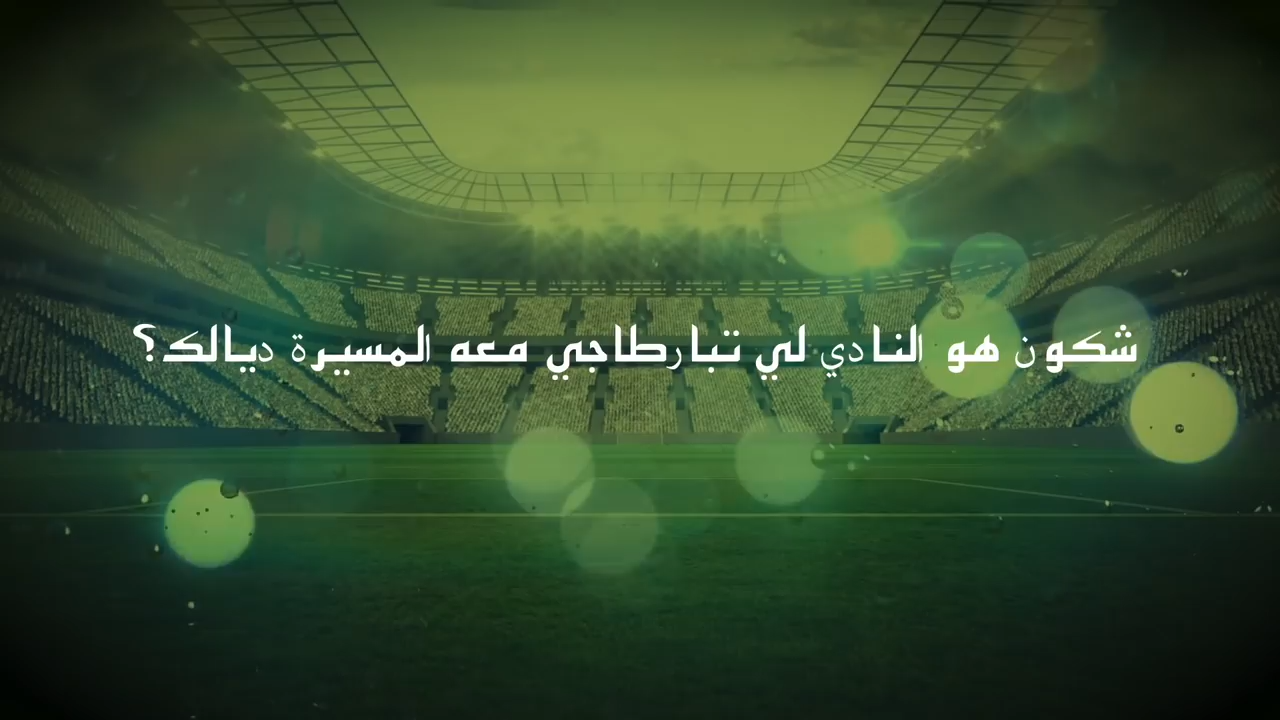 شكون هو النادي لي تبارطاجي معه المسيرة ديالك؟